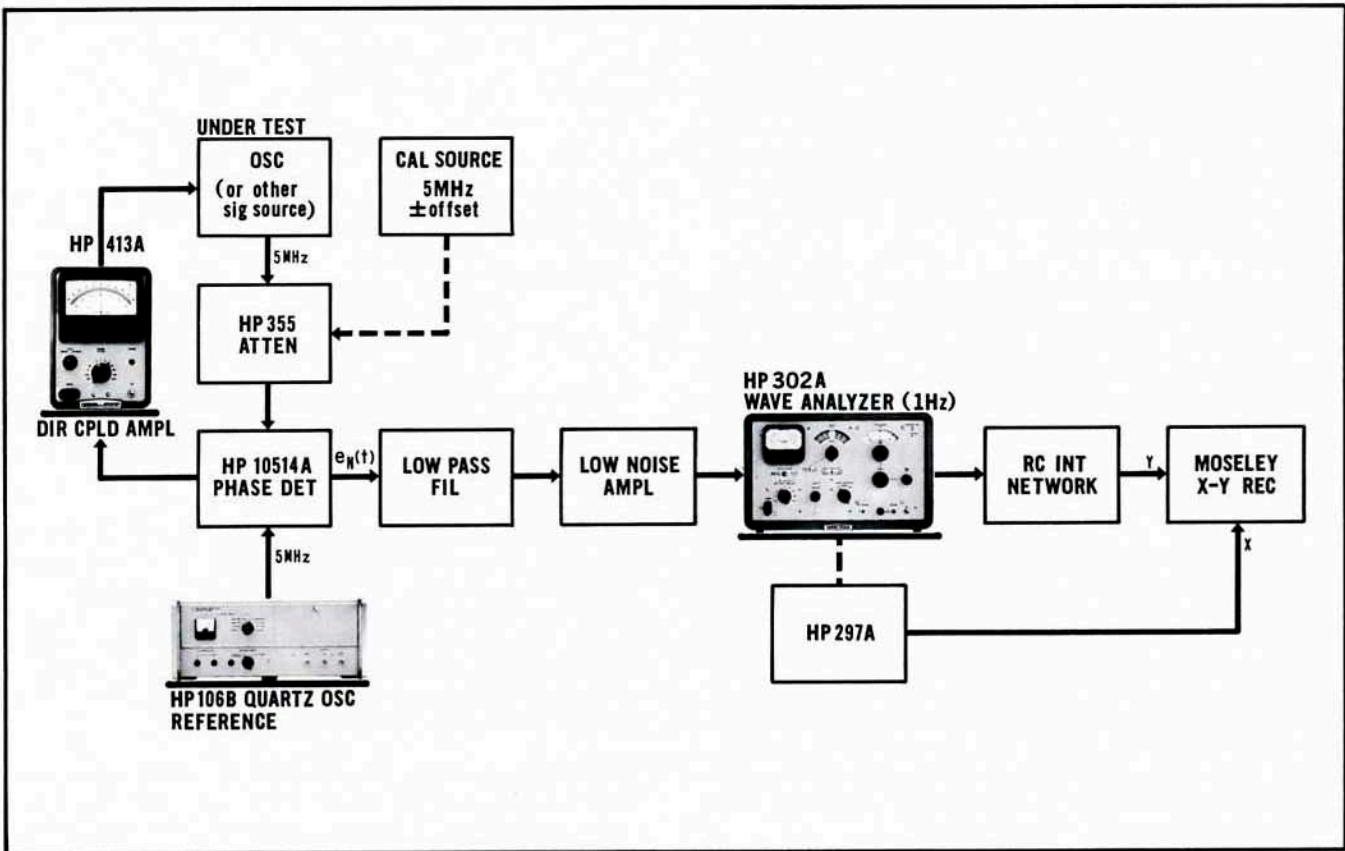 UNDER TEST
OSC
(or other
sig source)
CAL SOURCE
5MHz
±offset
HP 413A
5MHz
HP 355
ATTEN
DIR CPLD AMPL
HP 10514A
PHASE DET
eN(t)
LOW PASS
FIL
LOW NOISE
AMPL
HP 302A
WAVE ANALYZER (1Hz)
RC INT
NETWORK
Y
MOSELEY
X-Y REC
X
5MHz
HP 297A
HP106B QUARTZ OSC
REFERENCE